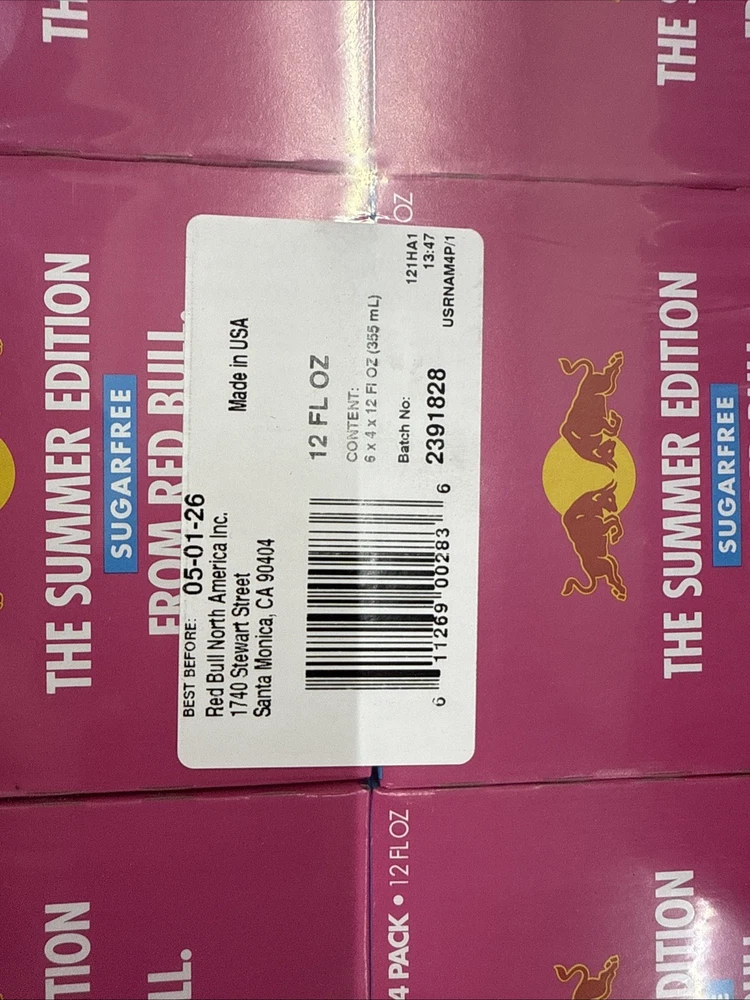 THE SUMMER EDITION
SUGARFREE
FROM RED BULL.
BEST BEFORE: 05-01-26
Red Bull North America Inc.
1740 Stewart Street
Santa Monica, CA 90404
Made in USA
12 FL OZ
CONTENT:
6 x 4 x 12 Fl OZ (355 mL)
Batch No:
2391828
121HA1
13:47
USRNAM4P/1
6 11269 00283 6
OZ
THE SUMMER EDITION
SUGARFREE
TH
THE S
TION
LL.
4 PACK • 12 FL OZ
DITION